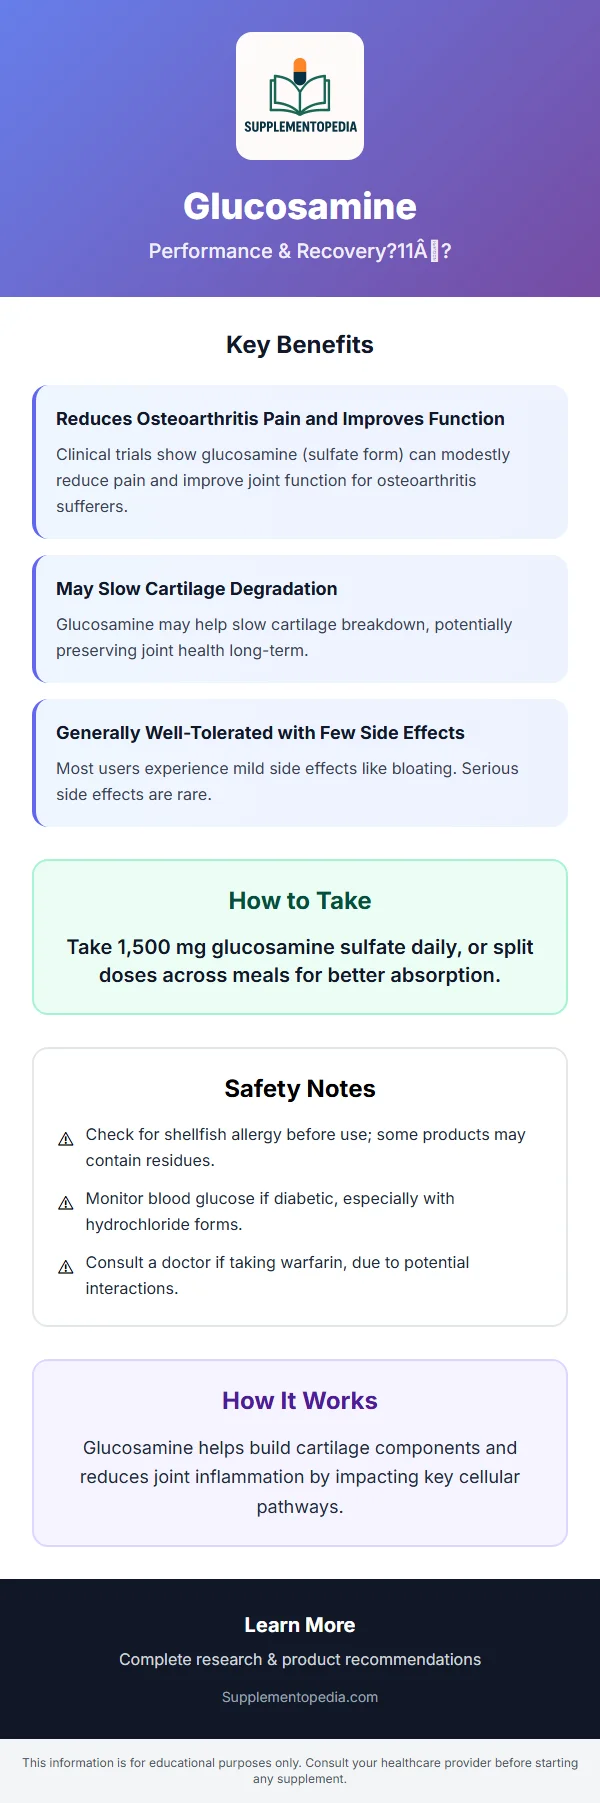 SUPPLEMENTOPEDIA
Glucosamine
Performance & Recovery?11Â?
Key Benefits
Reduces Osteoarthritis Pain and Improves Function
Clinical trials show glucosamine (sulfate form) can modestly
reduce pain and improve joint function for osteoarthritis
sufferers.
May Slow Cartilage Degradation
Glucosamine may help slow cartilage breakdown, potentially
preserving joint health long-term.
Generally Well-Tolerated with Few Side Effects
Most users experience mild side effects like bloating. Serious
side effects are rare.
How to Take
Take 1,500 mg glucosamine sulfate daily, or split
doses across meals for better absorption.
Safety Notes
⚠ Check for shellfish allergy before use; some products may
contain residues.
⚠ Monitor blood glucose if diabetic, especially with
hydrochloride forms.
⚠ Consult a doctor if taking warfarin, due to potential
interactions.
How It Works
Glucosamine helps build cartilage components and
reduces joint inflammation by impacting key cellular
pathways.
Learn More
Complete research & product recommendations
Supplementopedia.com
This information is for educational purposes only. Consult your healthcare provider before starting
any supplement.